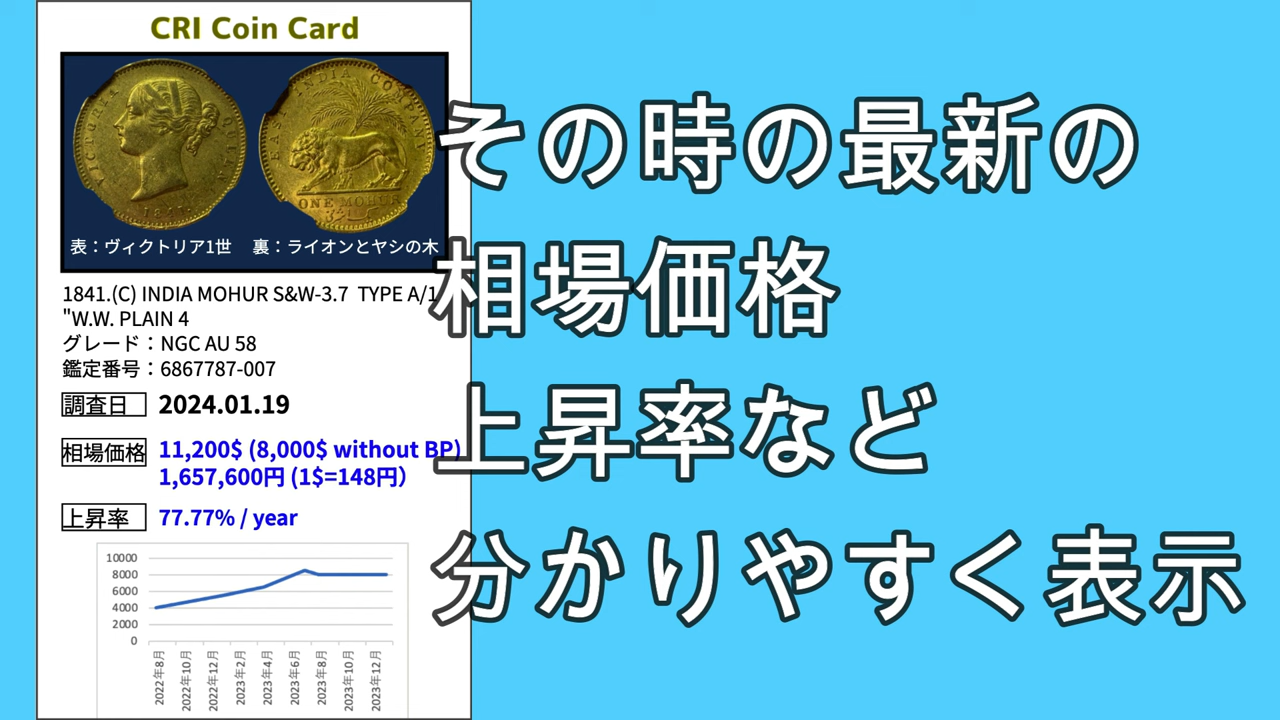 CRI Coin Card
VICTORIA QUEEN
1841
EAST INDIA COMPANY
ONE MOHUR
表：ヴィクトリア1世　裏：ライオンとヤシの木
1841.(C) INDIA MOHUR S&W-3.7 TYPE A/1
"W.W. PLAIN 4
グレード：NGC AU 58
鑑定番号：6867787-007
調査日 2024.01.19
相場価格 11,200$ (8,000$ without BP)
1,657,600円 (1$=148円）
上昇率 77.77% / year
10000
8000
6000
4000
2000
0
2022年8月
2022年10月
2022年12月
2023年2月
2023年4月
2023年6月
2023年8月
2023年10月
2023年12月
その時の最新の
相場価格
上昇率など
分かりやすく表示